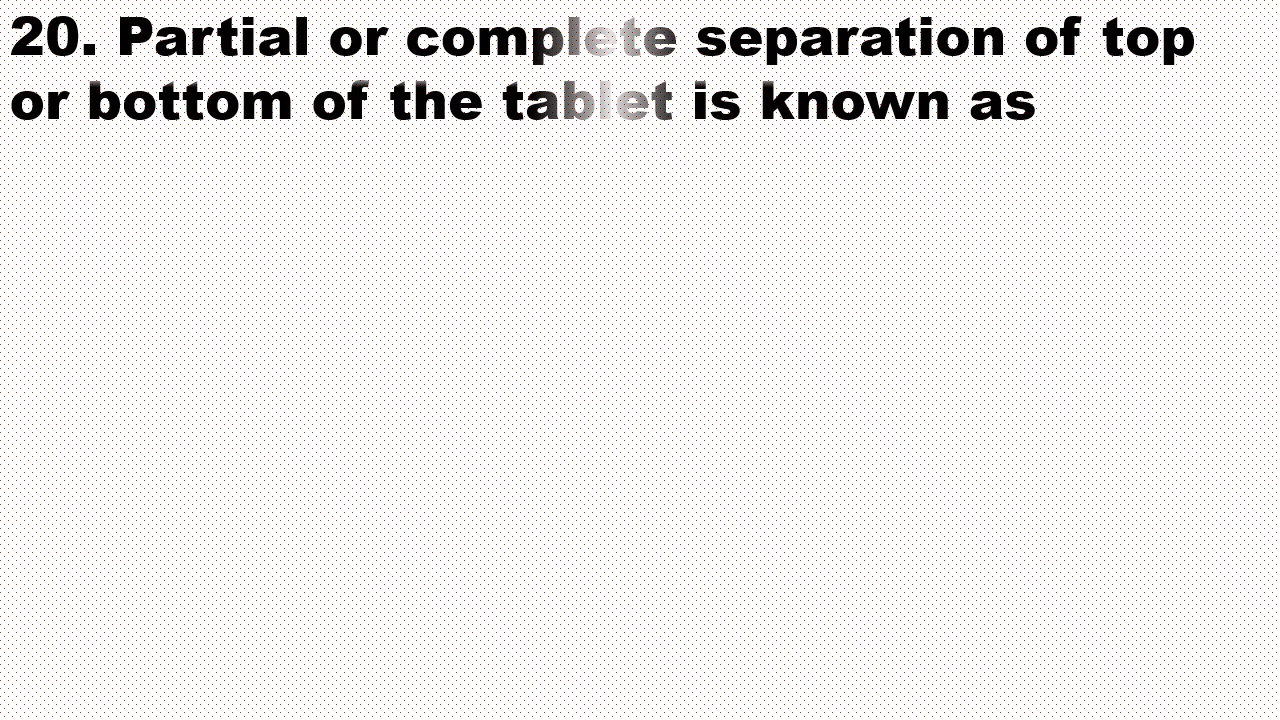 20. Partial or complete separation of top
or bottom of the tablet is known as